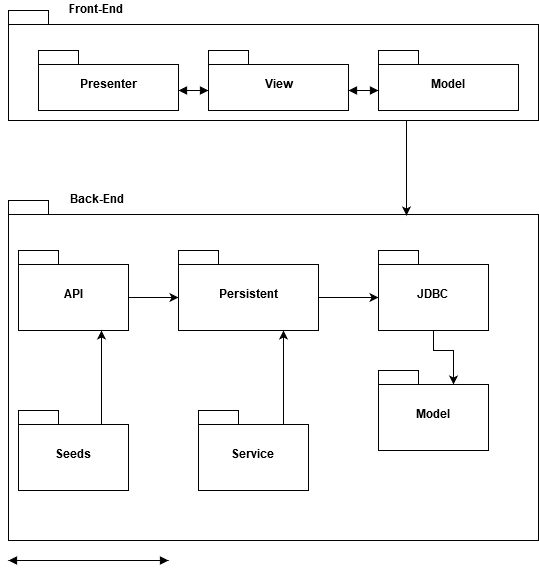 Front-End
Presenter
View
Model
Back-End
API
Persistent
JDBC
Model
Seeds
Service